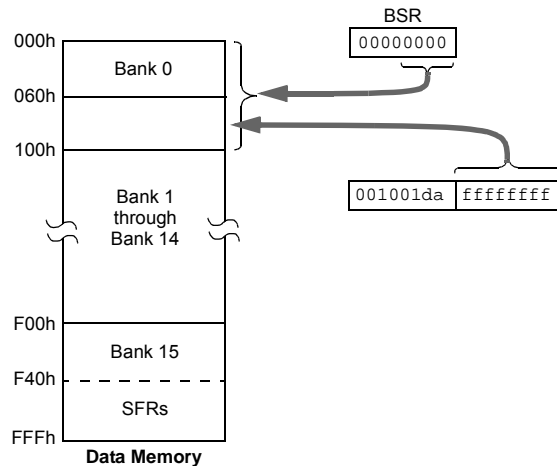 BSR
00000000
000h
Bank 0
060h
100h
001001da ffffffff
Bank 1
through
Bank 14
F00h
Bank 15
F40h
SFRs
FFFh
Data Memory